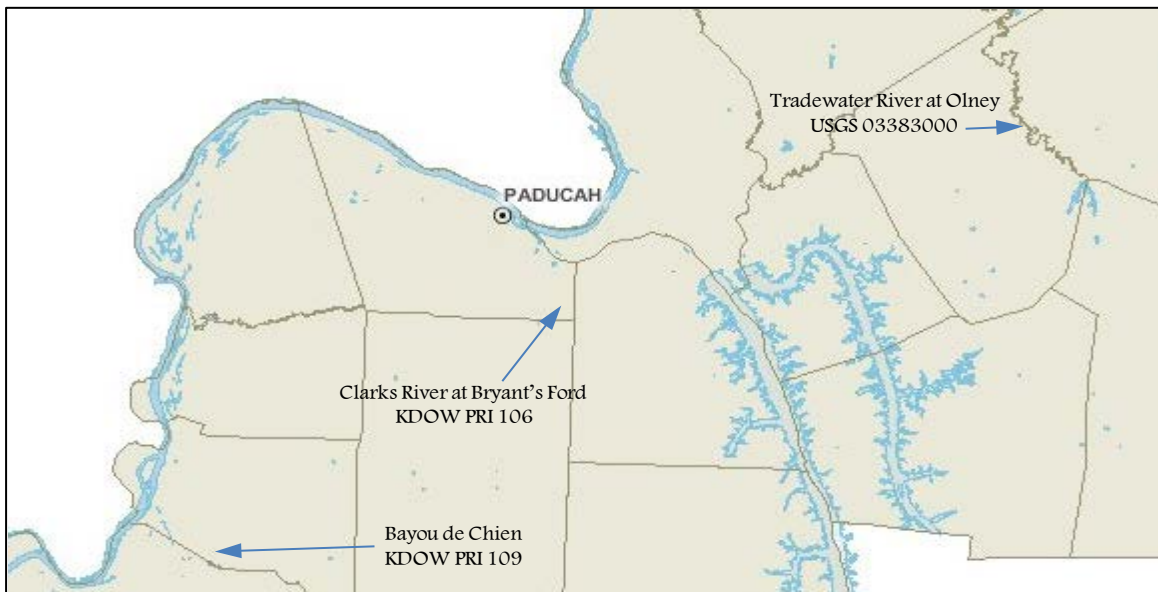 Tradewater River at Olney
USGS 03383000
PADUCAH
Clarks River at Bryant's Ford
KDOW PRI 106
Bayou de Chien
KDOW PRI 109